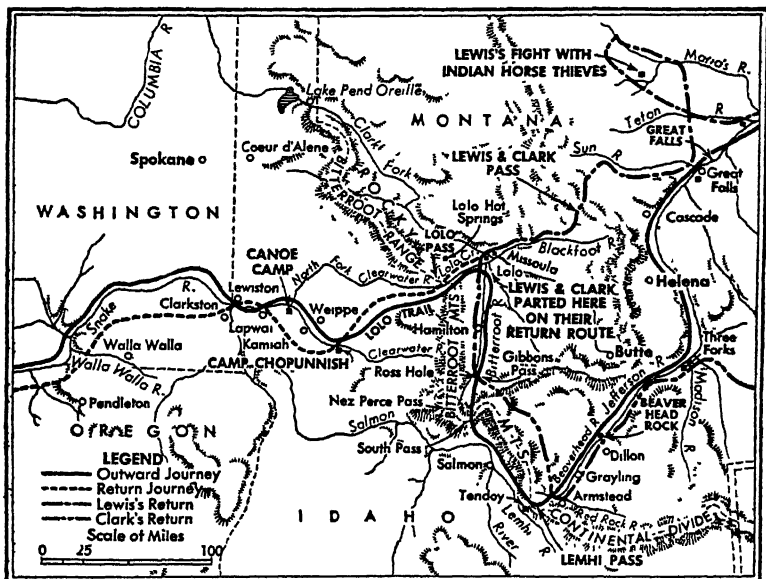 COLUMBIA R
LEWIS'S FIGHT WITH
INDIAN HORSE THIEVES
Maria's R.
Lake Pend Oreille
MONTANA
Teton R
GREAT
FALLS
Clark's Fork
Spokane
Coeur d'Alene
LEWIS & CLARK
PASS
Sun R
Great
Falls
ROCKY
BITTERROOT RANGE
Lolo Hot
Springs
Cascade
WASHINGTON
LOLO
PASS
Blackfoot R
Missoula
Lolo C.
Lolo
CANOE
CAMP
North Fork
Clearwater R
LEWIS & CLARK
PARTED HERE
ON THEIR
RETURN ROUTE
Helena
Lewiston
Clarkston
R.
Snake
Weippe
LOLO TRAIL
Hamilton
Lapwai
Kamiah
Clearwater
CAMP CHOPUNNISH
BITTERROOT MTS
Bitterroot R
Gibbons
Pass
Butte
Three
Forks
Walla Walla
Walla Walla R.
Ross Hole
Jefferson R
Madison R
Nez Perce Pass
Pendleton
OREGON
Salmon
South Pass
MTS
Beaverhead R
BEAVER
HEAD
ROCK
Dillon
Salmon
Grayling
Armstead
Tendoy
Red Rock R
Lemhi
River
R
CONTINENTAL DIVIDE
LEMHI PASS
IDAHO
LEGEND
Outward Journey
Return Journey
Lewis's Return
Clark's Return
Scale of Miles
0 25 100